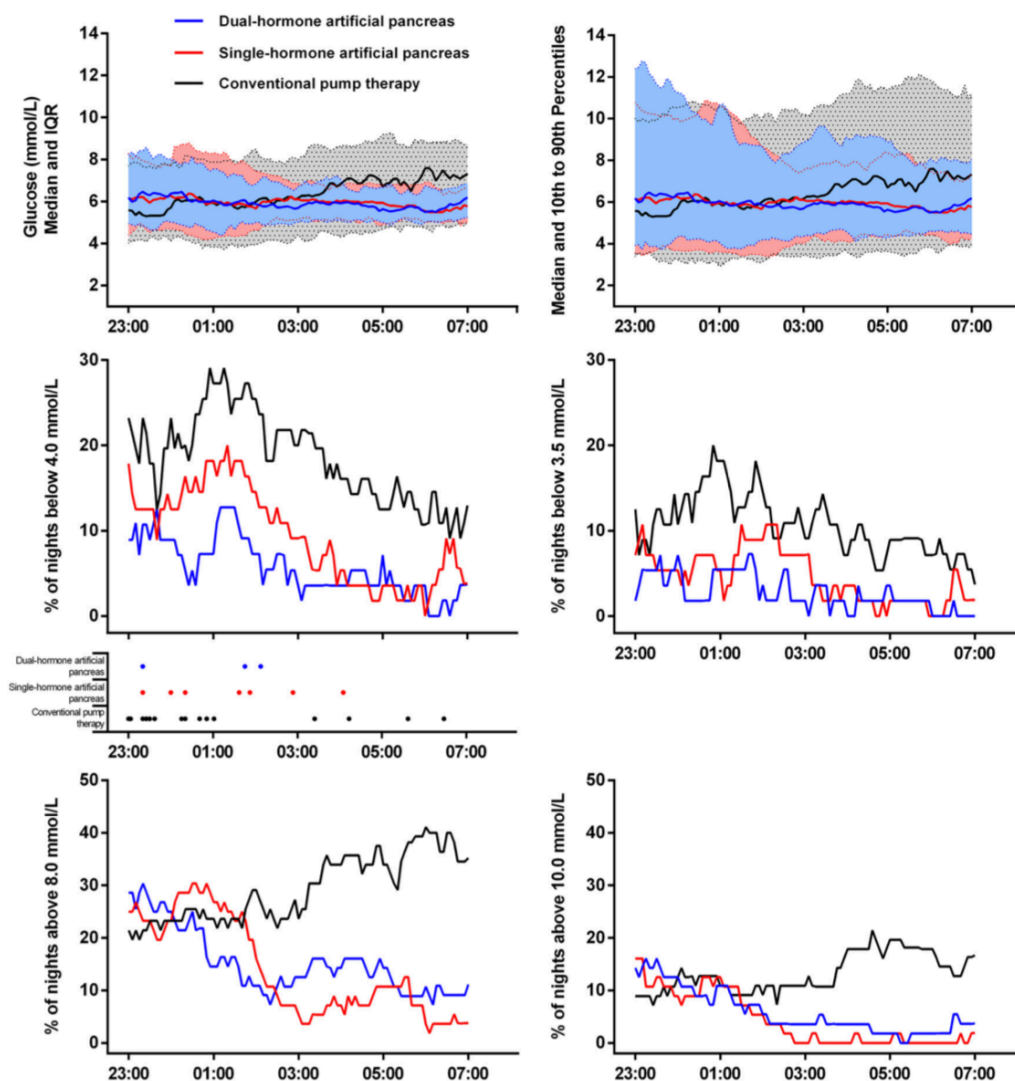 Dual-hormone artificial pancreas
Single-hormone artificial pancreas
Conventional pump therapy
Glucose (mmol/L)
Median and IQR
14
12
10
8
6
4
2
23:00 01:00 03:00 05:00 07:00
Median and 10th to 90th Percentiles
14
12
10
8
6
4
2
23:00 01:00 03:00 05:00 07:00
% of nights below 4.0 mmol/L
30
20
10
0
% of nights below 3.5 mmol/L
30
20
10
0
23:00 01:00 03:00 05:00 07:00
Dual-hormone artificial
pancreas
Single-hormone artificial
pancreas
Conventional pump
therapy
23:00 01:00 03:00 05:00 07:00
% of nights above 8.0 mmol/L
50
40
30
20
10
0
23:00 01:00 03:00 05:00 07:00
% of nights above 10.0 mmol/L
50
40
30
20
10
0
23:00 01:00 03:00 05:00 07:00